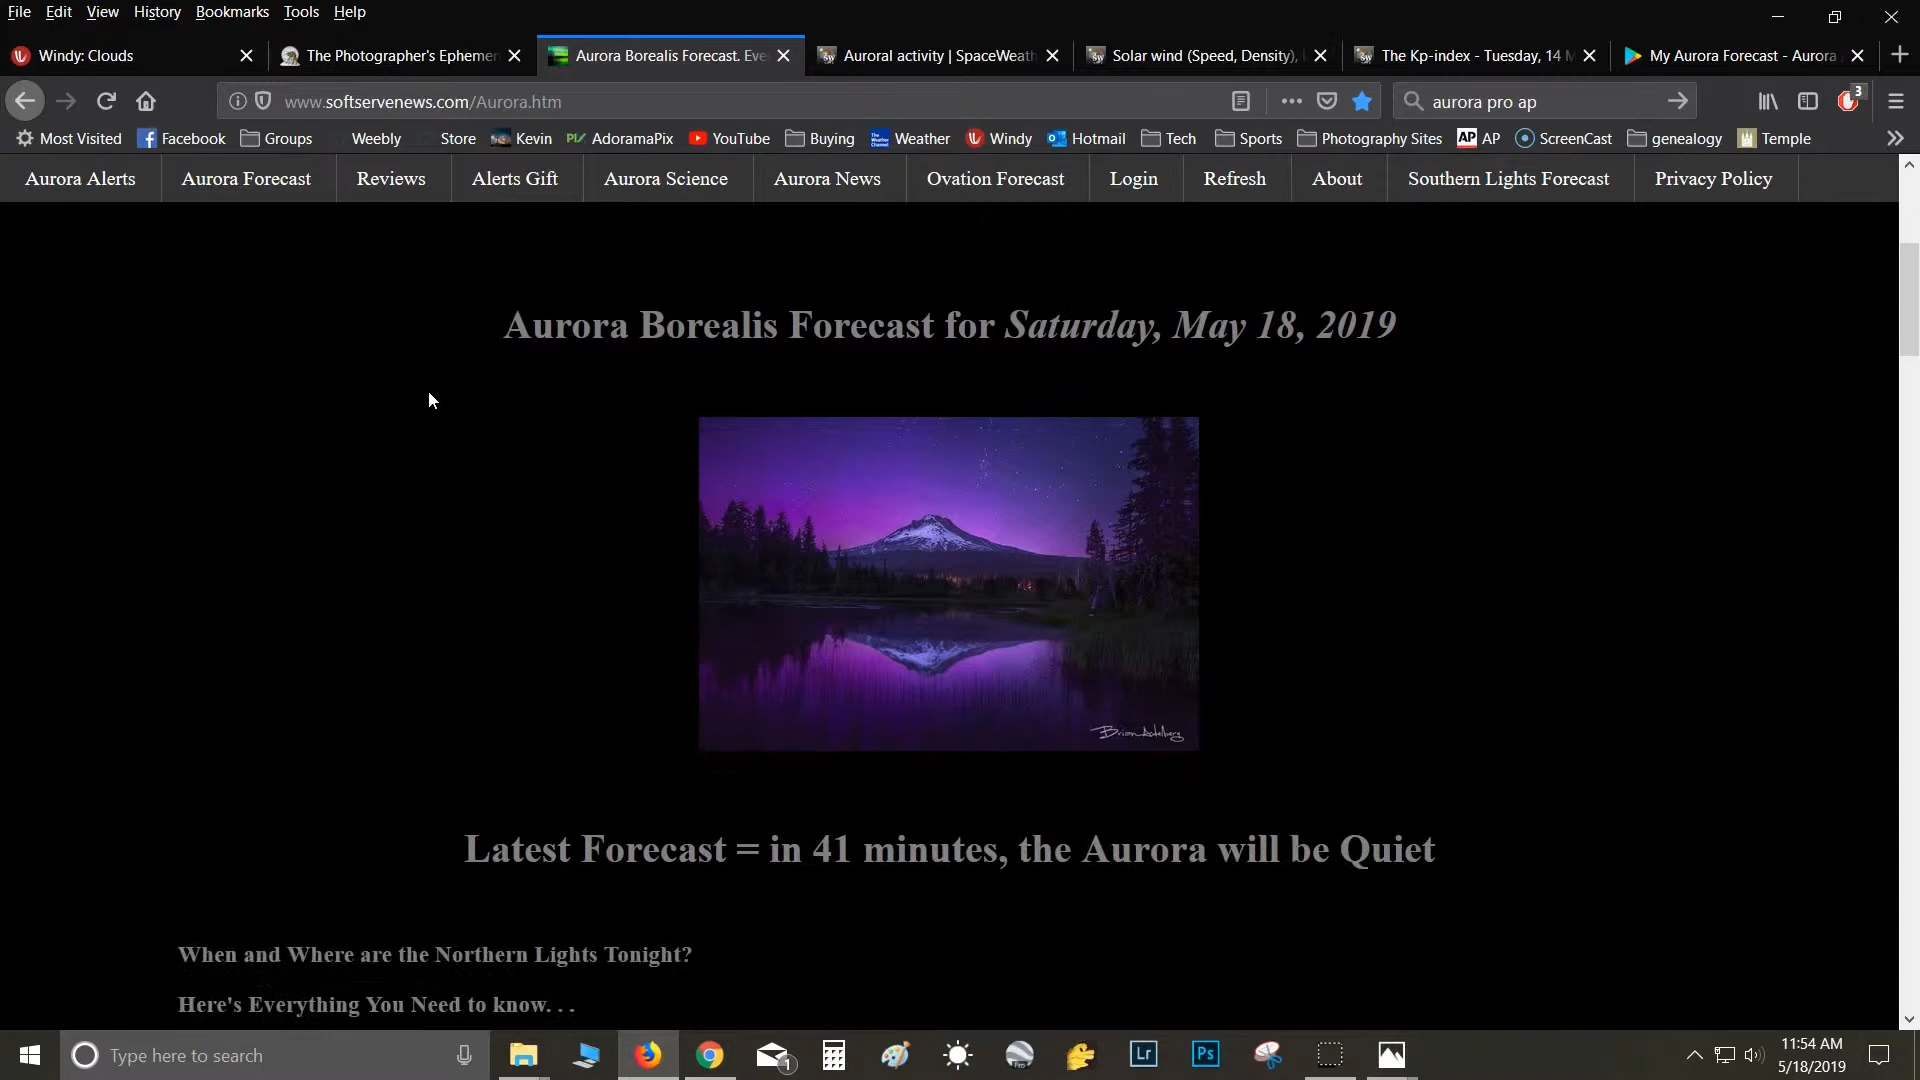 File Edit View History Bookmarks Tools Help
Windy: Clouds
The Photographer's Ephemer
Aurora Borealis Forecast. Eve
Auroral activity | SpaceWeath
Solar wind (Speed, Density),
The Kp-index - Tuesday, 14 M
My Aurora Forecast - Aurora
www.softservenews.com/Aurora.htm
aurora pro ap
3
Most Visited Facebook Groups Weebly Store Kevin AdoramaPix YouTube Buying Weather Windy Hotmail Tech Sports Photography Sites AP AP ScreenCast genealogy Temple
Aurora Alerts Aurora Forecast Reviews Alerts Gift Aurora Science Aurora News Ovation Forecast Login Refresh About Southern Lights Forecast Privacy Policy
Aurora Borealis Forecast for Saturday, May 18, 2019
Latest Forecast = in 41 minutes, the Aurora will be Quiet
When and Where are the Northern Lights Tonight?
Here's Everything You Need to know. . .
Type here to search
1
Lr
Ps
11:54 AM
5/18/2019